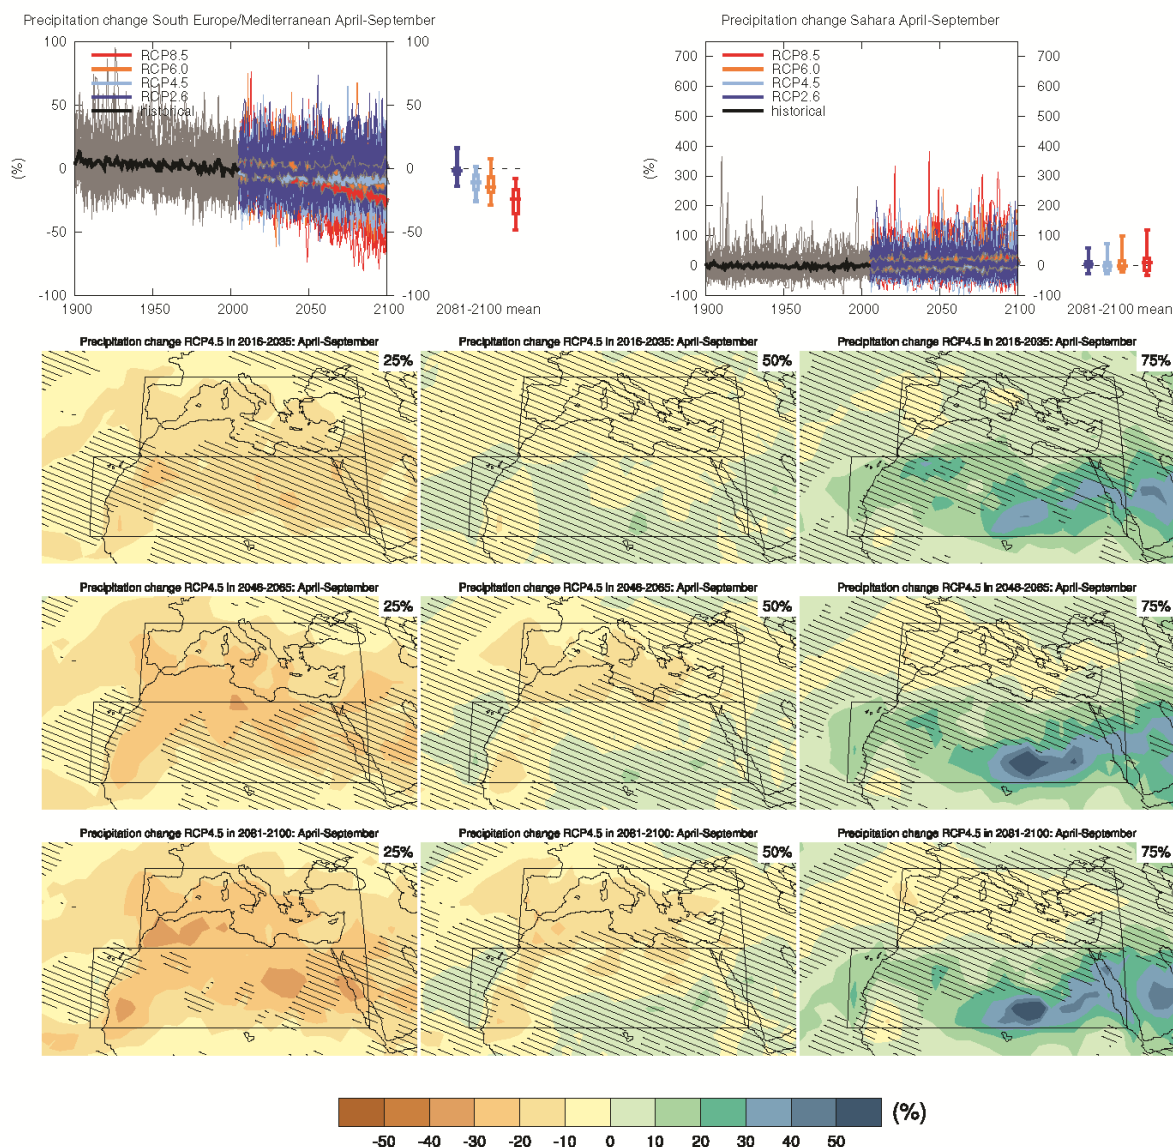 Precipitation change South Europe/Mediterranean April-September
Precipitation change Sahara April-September
100
50
0
-50
-100
(%)
RCP8.5
RCP6.0
RCP4.5
RCP2.6
historical
100
50
0
-50
-100
1900 1950 2000 2050 2100 2081-2100 mean
700
600
500
400
300
200
100
0
-100
(%)
RCP8.5
RCP6.0
RCP4.5
RCP2.6
historical
700
600
500
400
300
200
100
0
-100
1900 1950 2000 2050 2100 2081-2100 mean
Precipitation change RCP4.5 in 2016-2035: April-September
25%
Precipitation change RCP4.5 in 2016-2035: April-September
50%
Precipitation change RCP4.5 in 2016-2035: April-September
75%
Precipitation change RCP4.5 in 2046-2065: April-September
25%
Precipitation change RCP4.5 in 2046-2065: April-September
50%
Precipitation change RCP4.5 in 2046-2065: April-September
75%
Precipitation change RCP4.5 in 2081-2100: April-September
25%
Precipitation change RCP4.5 in 2081-2100: April-September
50%
Precipitation change RCP4.5 in 2081-2100: April-September
75%
(%)
-50 -40 -30 -20 -10 0 10 20 30 40 50